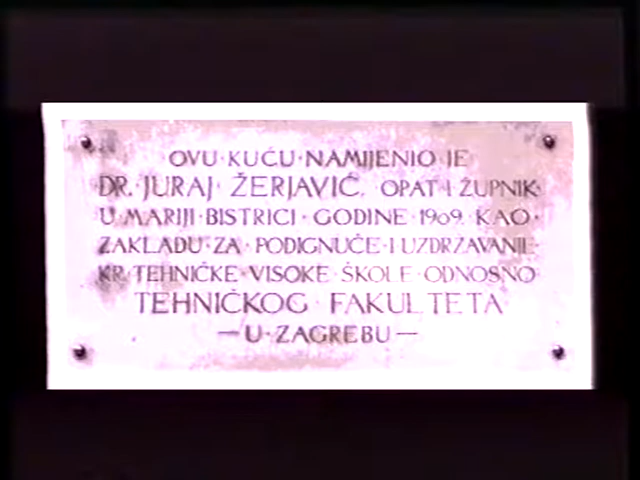 OVU·KUĆU·NAMIJENIO·JE
DR.·JURAJ·ŽERJAVIĆ, OPAT·I·ŽUPNIK·
U·MARIJI·BISTRICI·GODINE·1909. KAO·
ZAKLADU·ZA·PODIGNUĆE·I·UZDRŽAVANJE·
KR.·TEHNIČKE·VISOKE·ŠKOLE·ODNOSNO
TEHNIČKOG·FAKULTETA
—U·ZAGREBU—